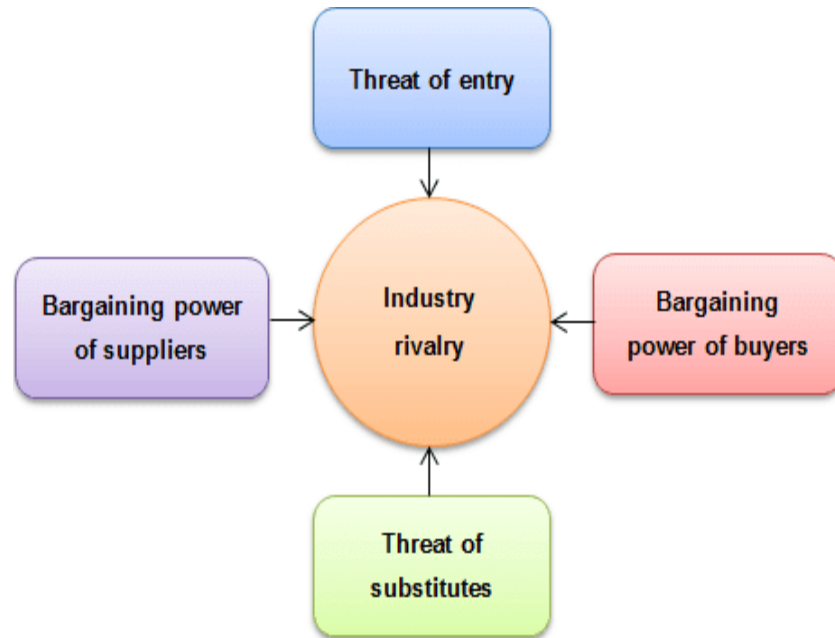 Threat of entry
Bargaining power
of suppliers
Industry
rivalry
Bargaining
power of buyers
Threat of
substitutes